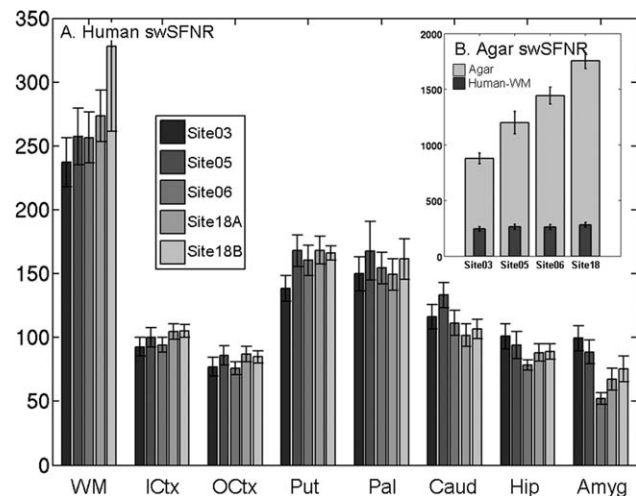 A. Human swSFNR
350
300
250
200
150
100
50
0
Site03
Site05
Site06
Site18A
Site18B
WM
lCtx
OCtx
Put
Pal
Caud
Hip
Amyg
B. Agar swSFNR
2000
1500
1000
500
0
Agar
Human-WM
Site03 Site05 Site06 Site18